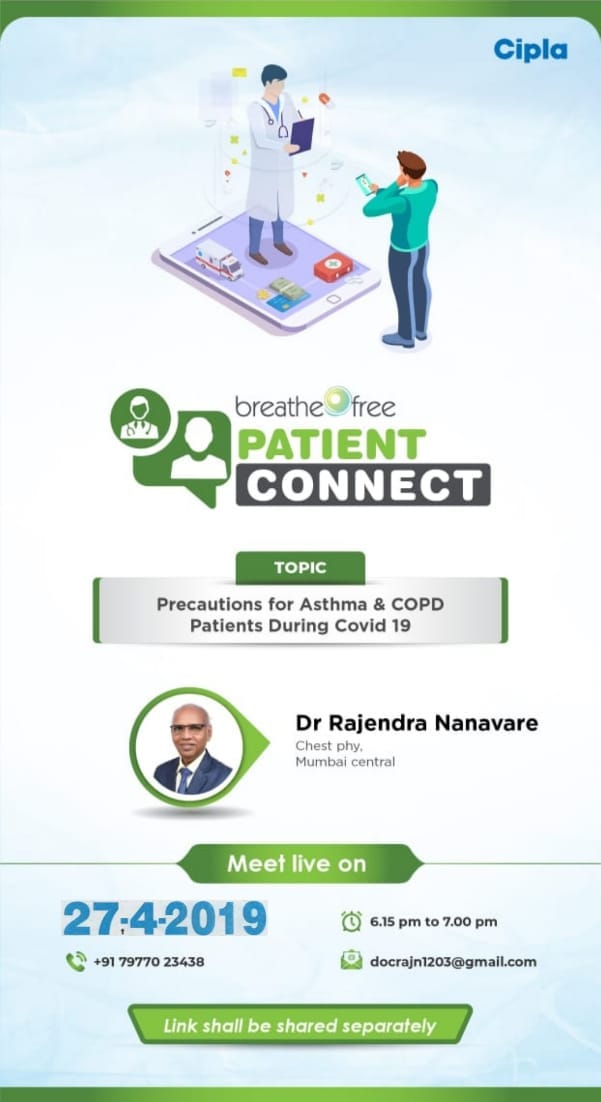 Cipla
breathe free
PATIENT
CONNECT
TOPIC
Precautions for Asthma & COPD
Patients During Covid 19
Dr Rajendra Nanavare
Chest phy,
Mumbai central
Meet live on
27-4-2019
6.15 pm to 7.00 pm
+91 79770 23438
docrajn1203@gmail.com
Link shall be shared separately